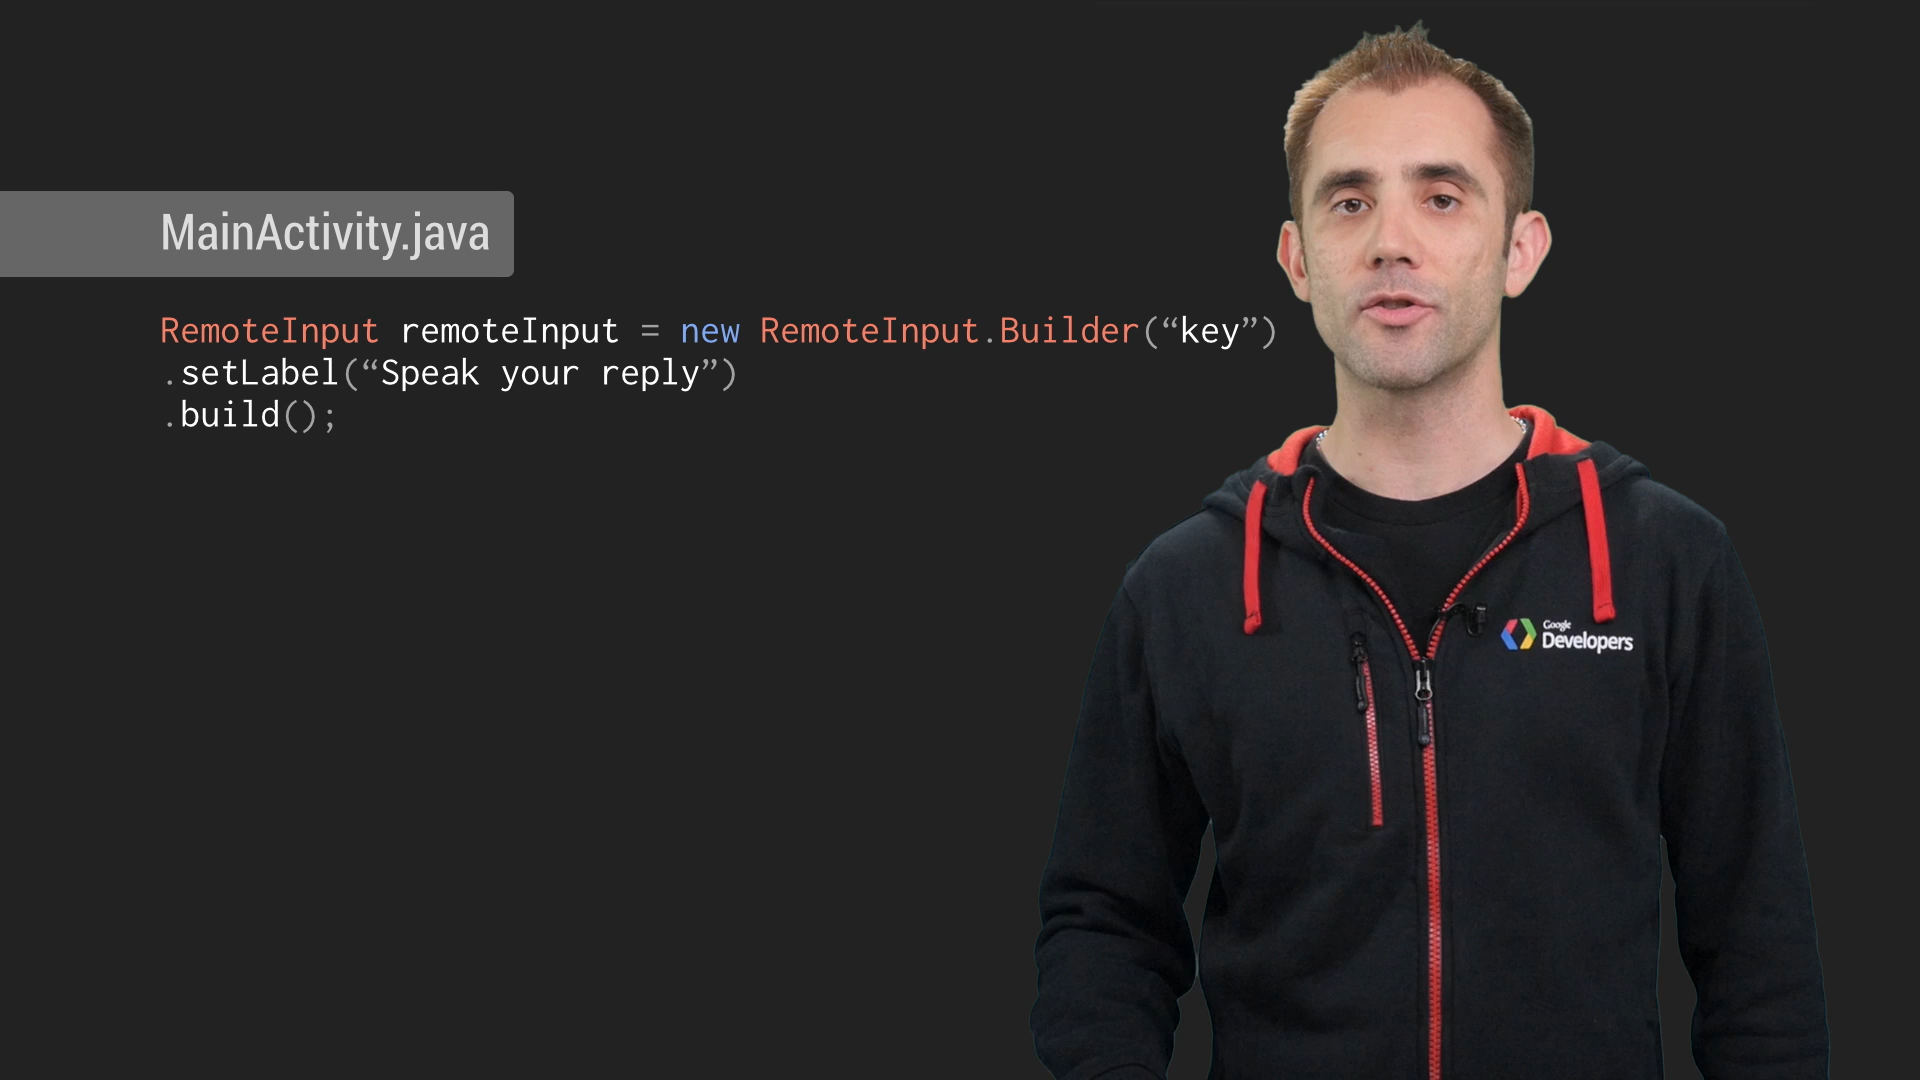 MainActivity.java
RemoteInput remoteInput = new RemoteInput.Builder(“key”)
.setLabel(“Speak your reply”)
.build();
Google
Developers